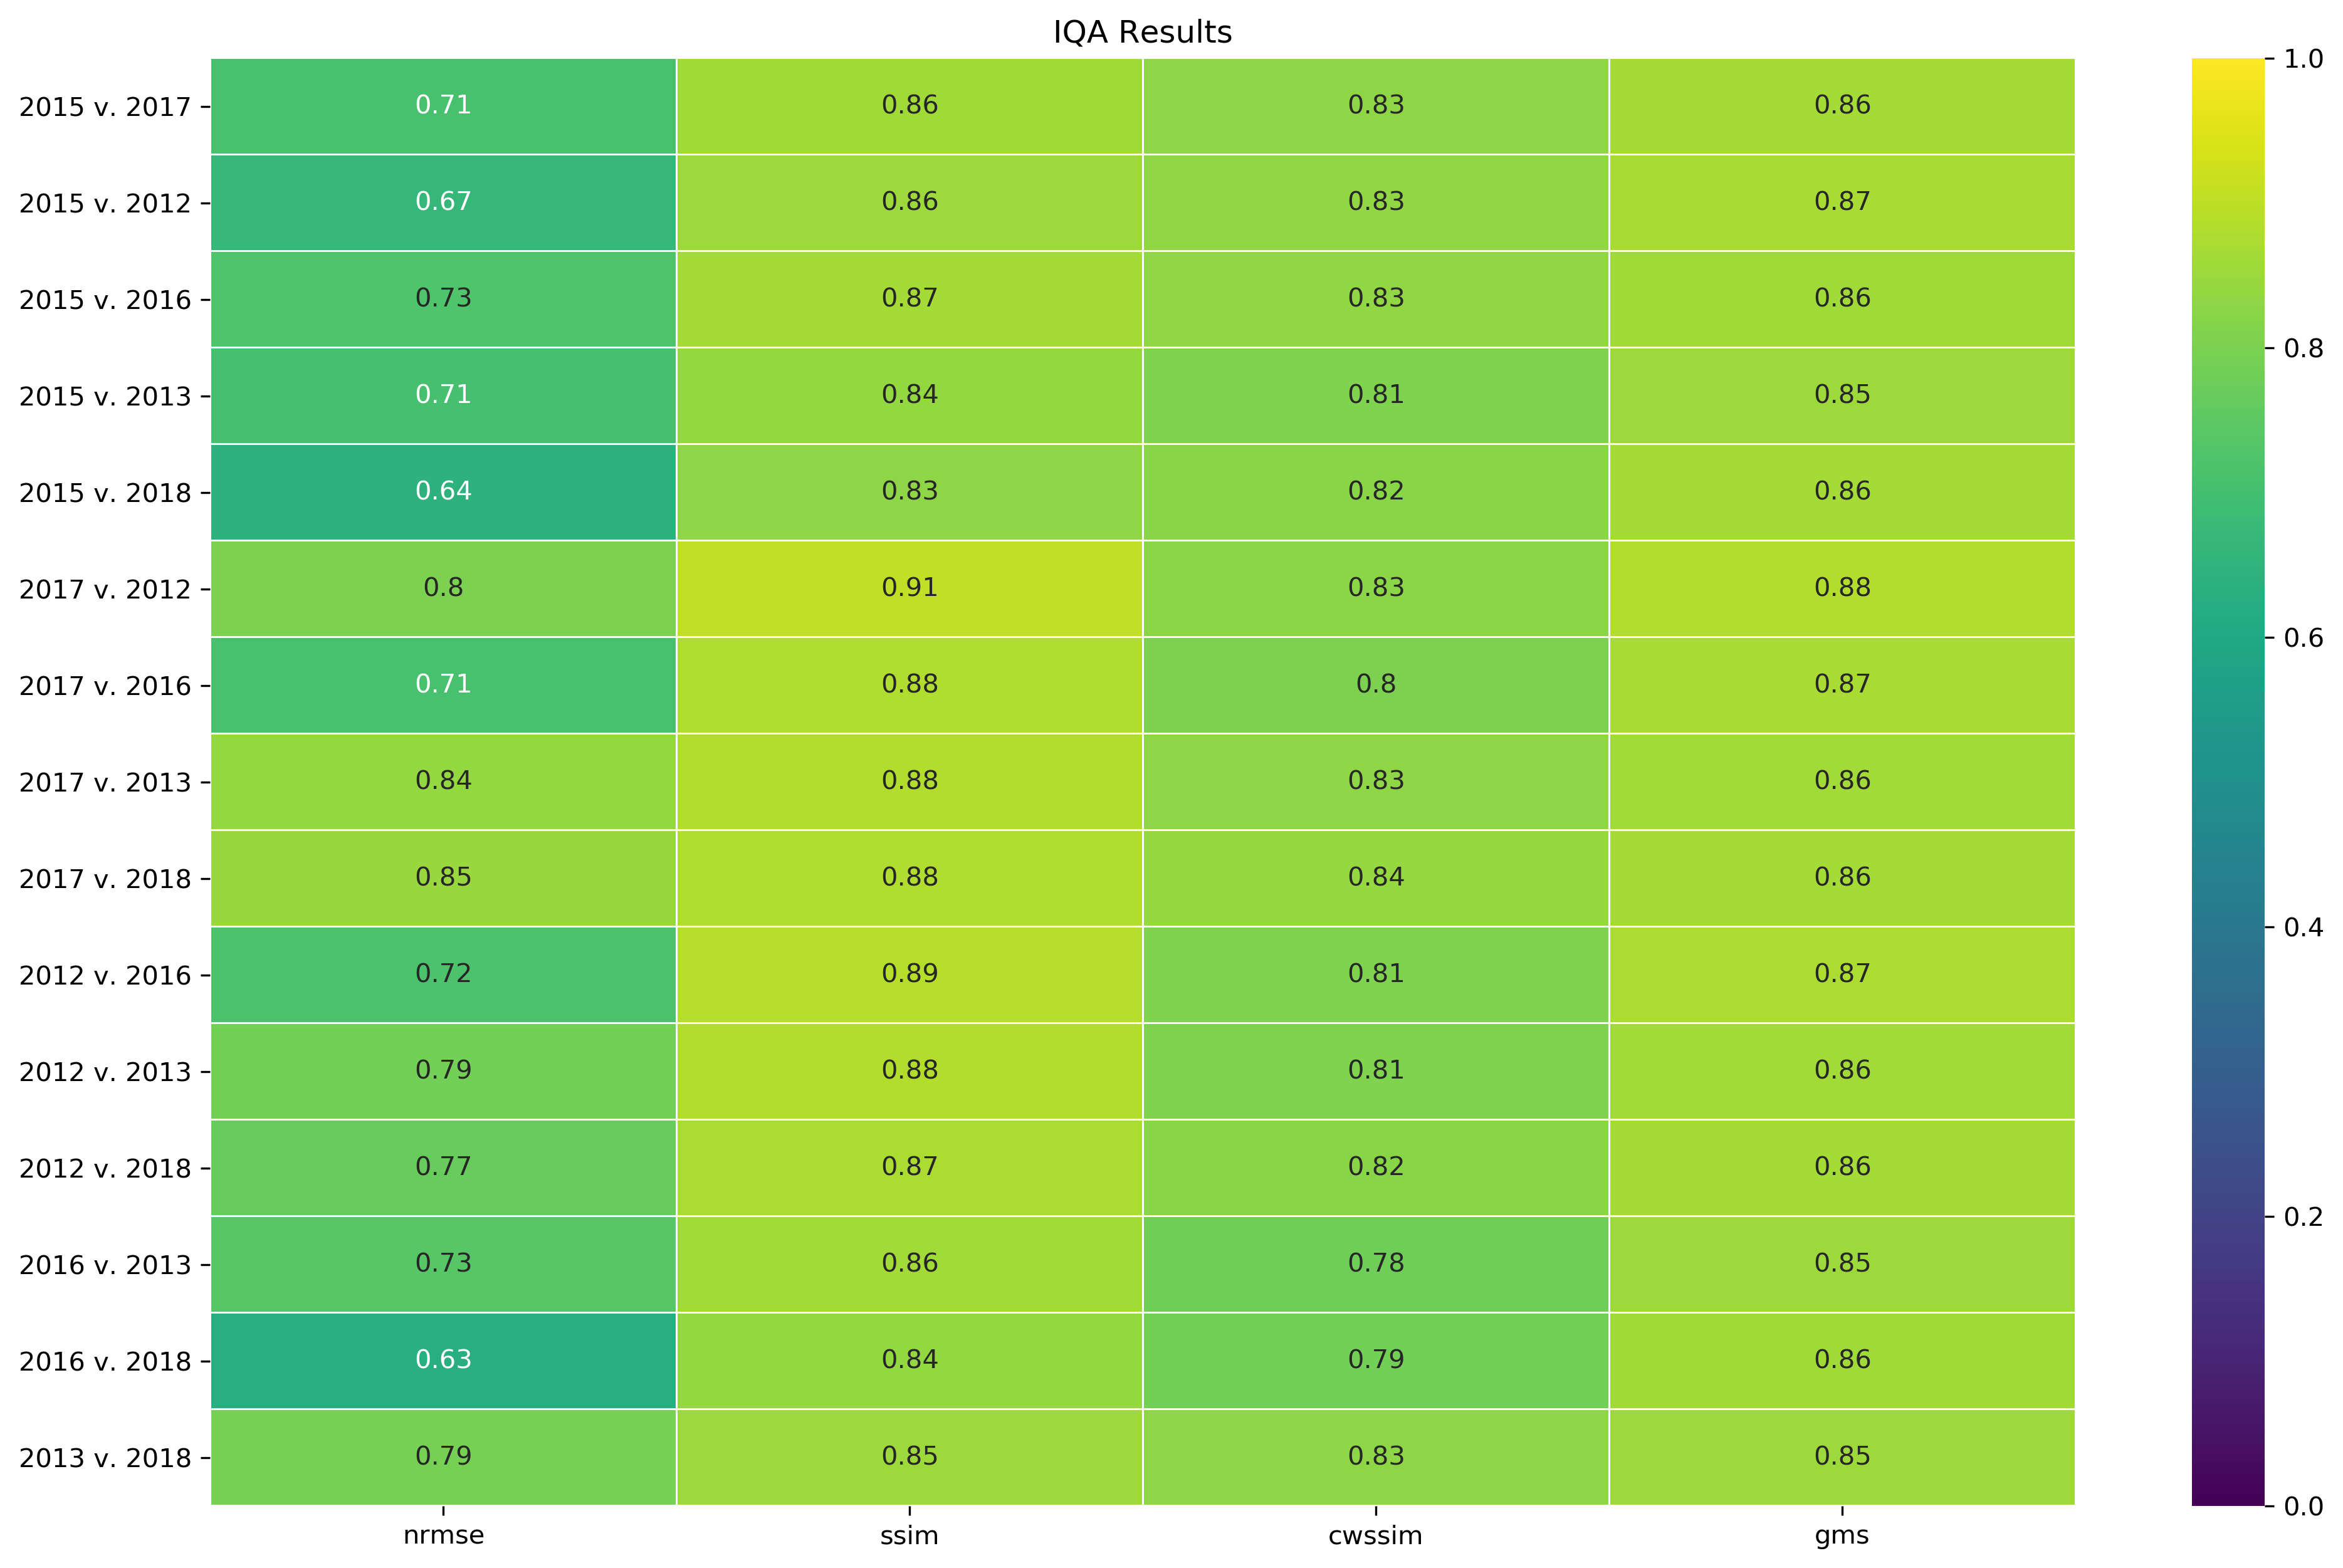 IQA Results
2015 v. 2017 0.71 0.86 0.83 0.86
2015 v. 2012 0.67 0.86 0.83 0.87
2015 v. 2016 0.73 0.87 0.83 0.86
2015 v. 2013 0.71 0.84 0.81 0.85
2015 v. 2018 0.64 0.83 0.82 0.86
2017 v. 2012 0.8 0.91 0.83 0.88
2017 v. 2016 0.71 0.88 0.8 0.87
2017 v. 2013 0.84 0.88 0.83 0.86
2017 v. 2018 0.85 0.88 0.84 0.86
2012 v. 2016 0.72 0.89 0.81 0.87
2012 v. 2013 0.79 0.88 0.81 0.86
2012 v. 2018 0.77 0.87 0.82 0.86
2016 v. 2013 0.73 0.86 0.78 0.85
2016 v. 2018 0.63 0.84 0.79 0.86
2013 v. 2018 0.79 0.85 0.83 0.85
nrmse ssim cwssim gms
1.0
0.8
0.6
0.4
0.2
0.0